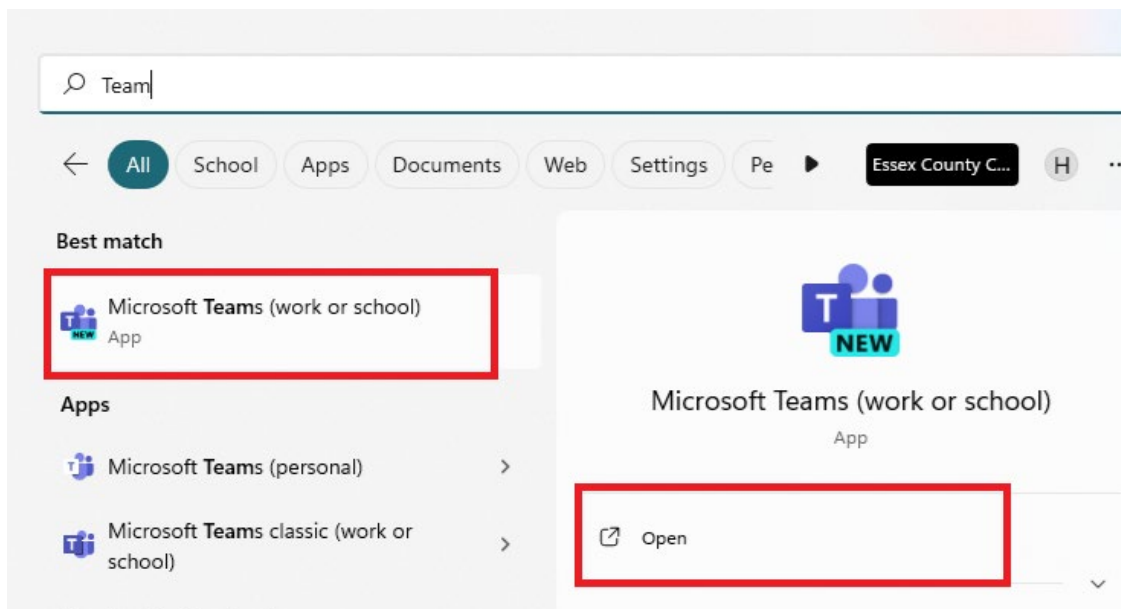 Team
All School Apps Documents Web Settings Pe Essex County C... H ...
Best match
Microsoft Teams (work or school)
App
Apps
Microsoft Teams (personal)
Microsoft Teams classic (work or
school)
T
NEW
Microsoft Teams (work or school)
App
Open